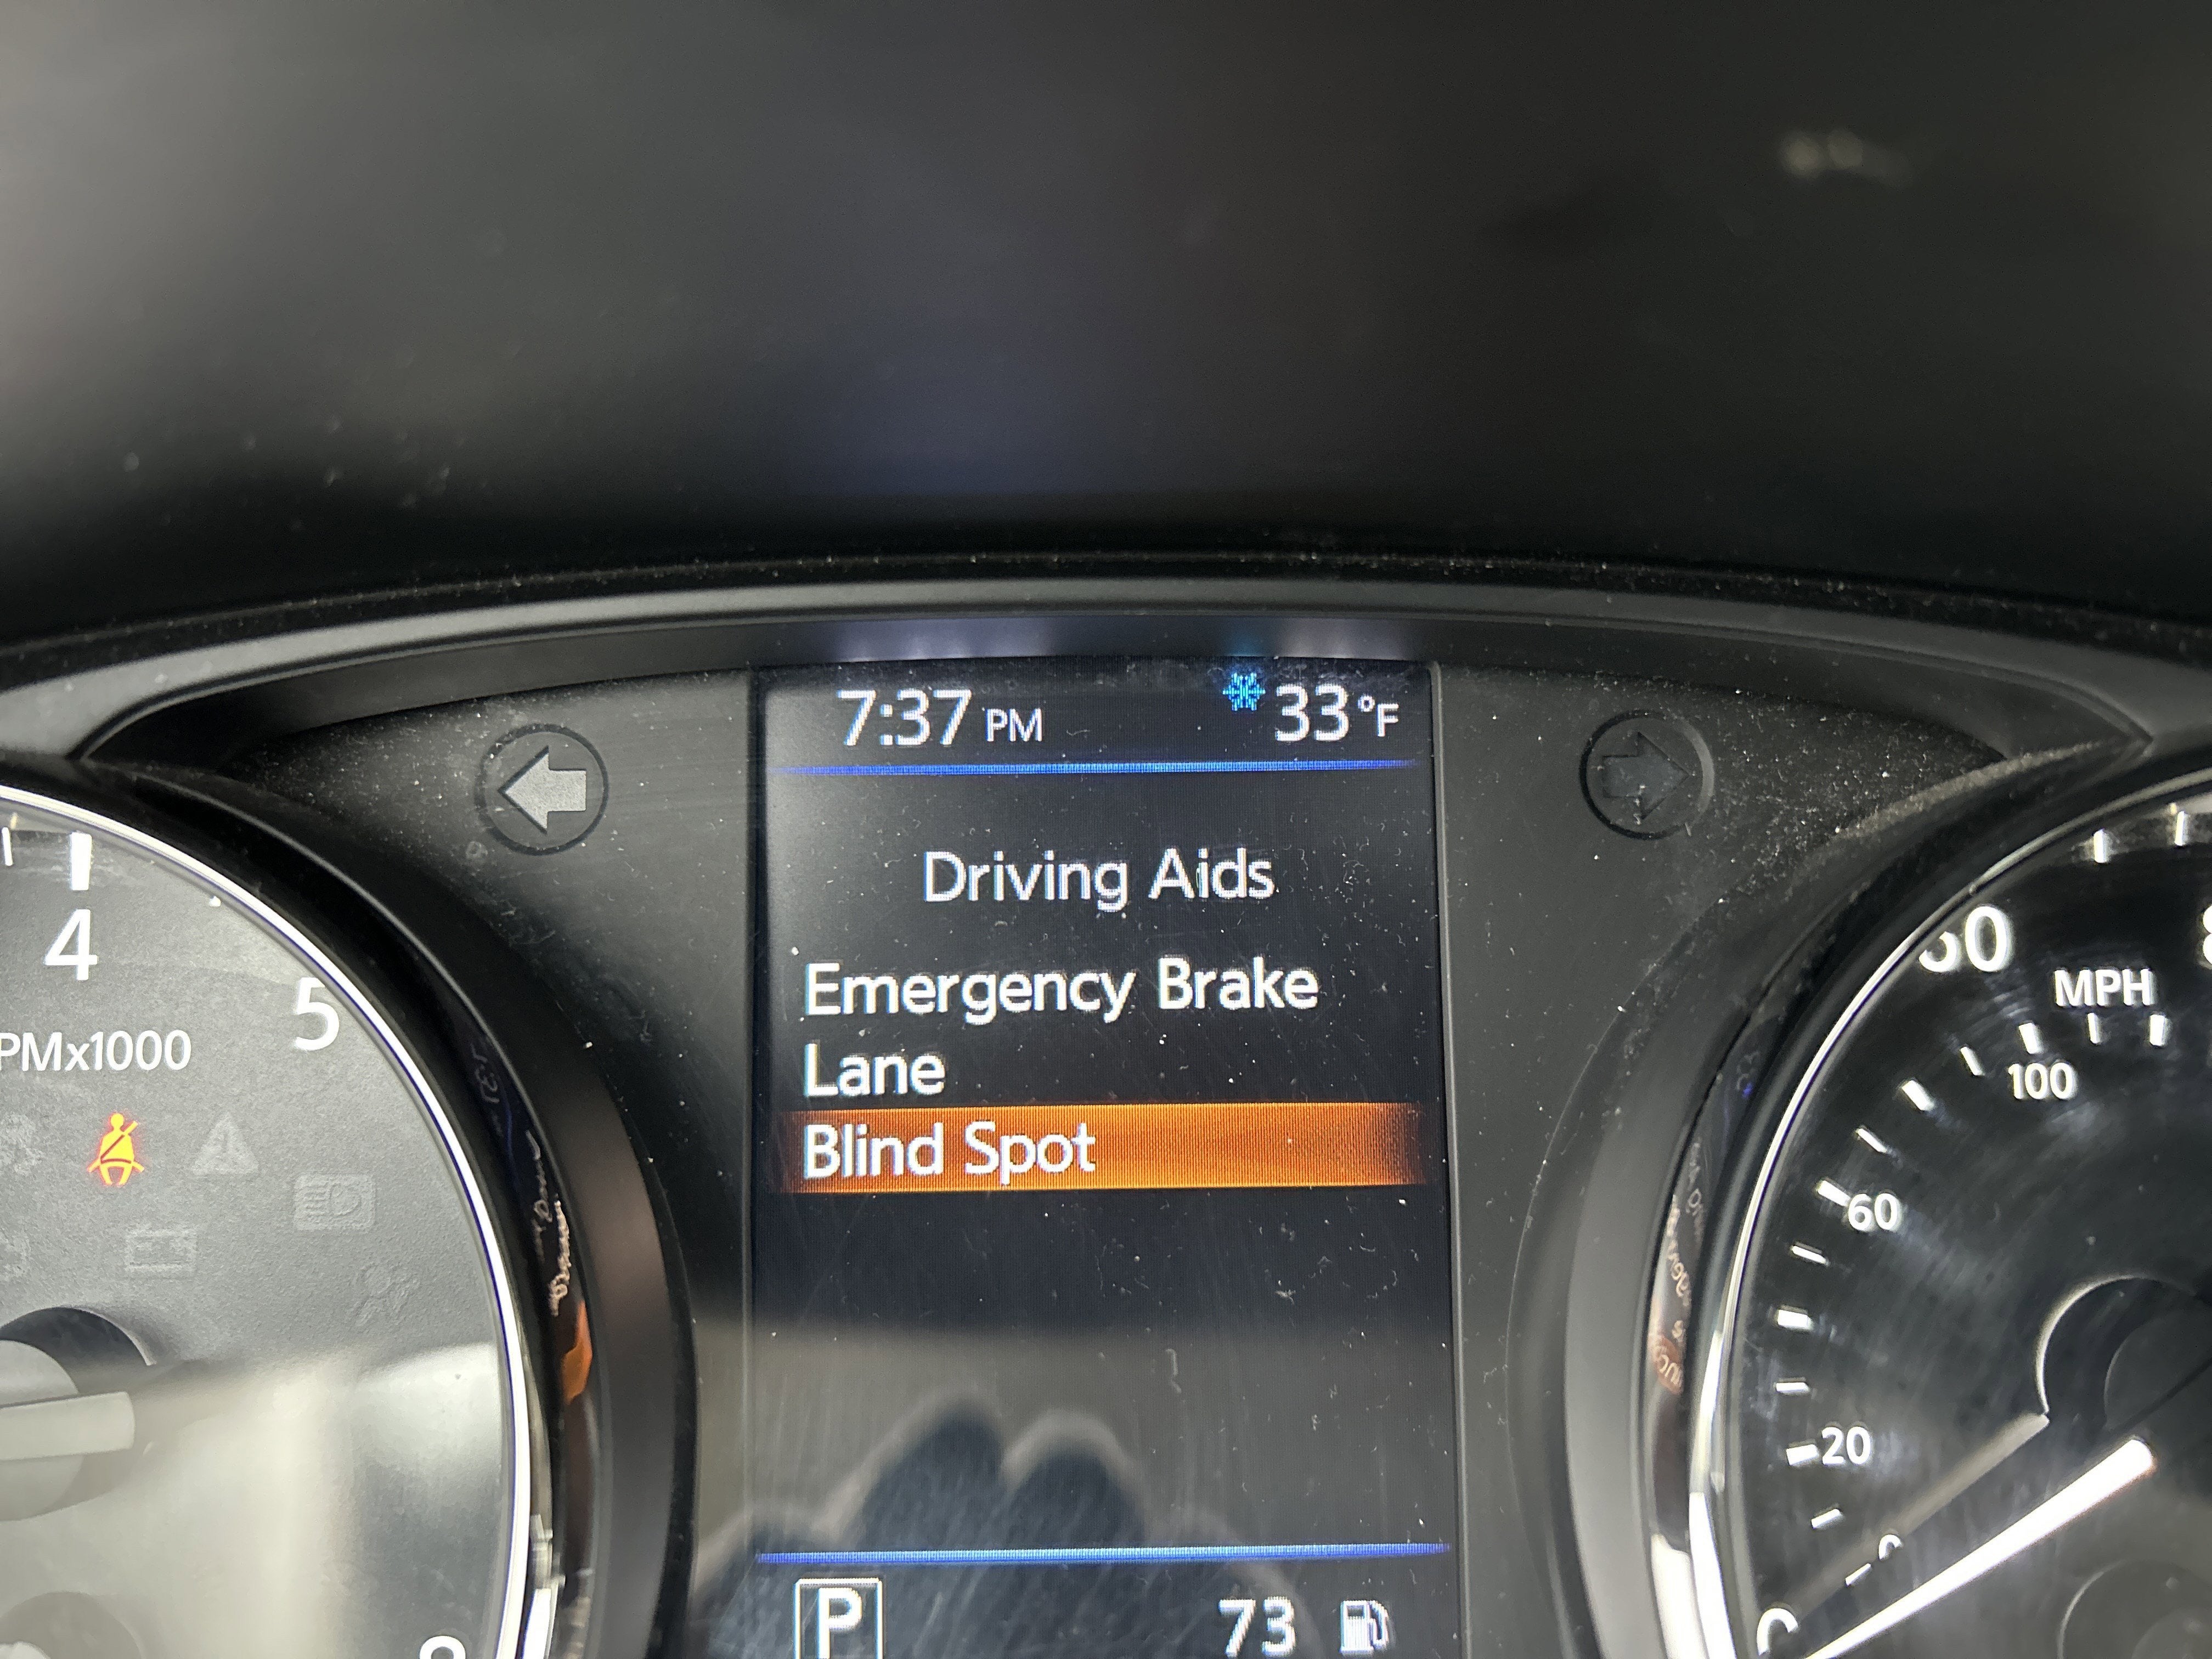 7:37 PM 33°F
Driving Aids
Emergency Brake
Lane
Blind Spot
P 73
4
5
PMx1000
MPH
100
60
20
0